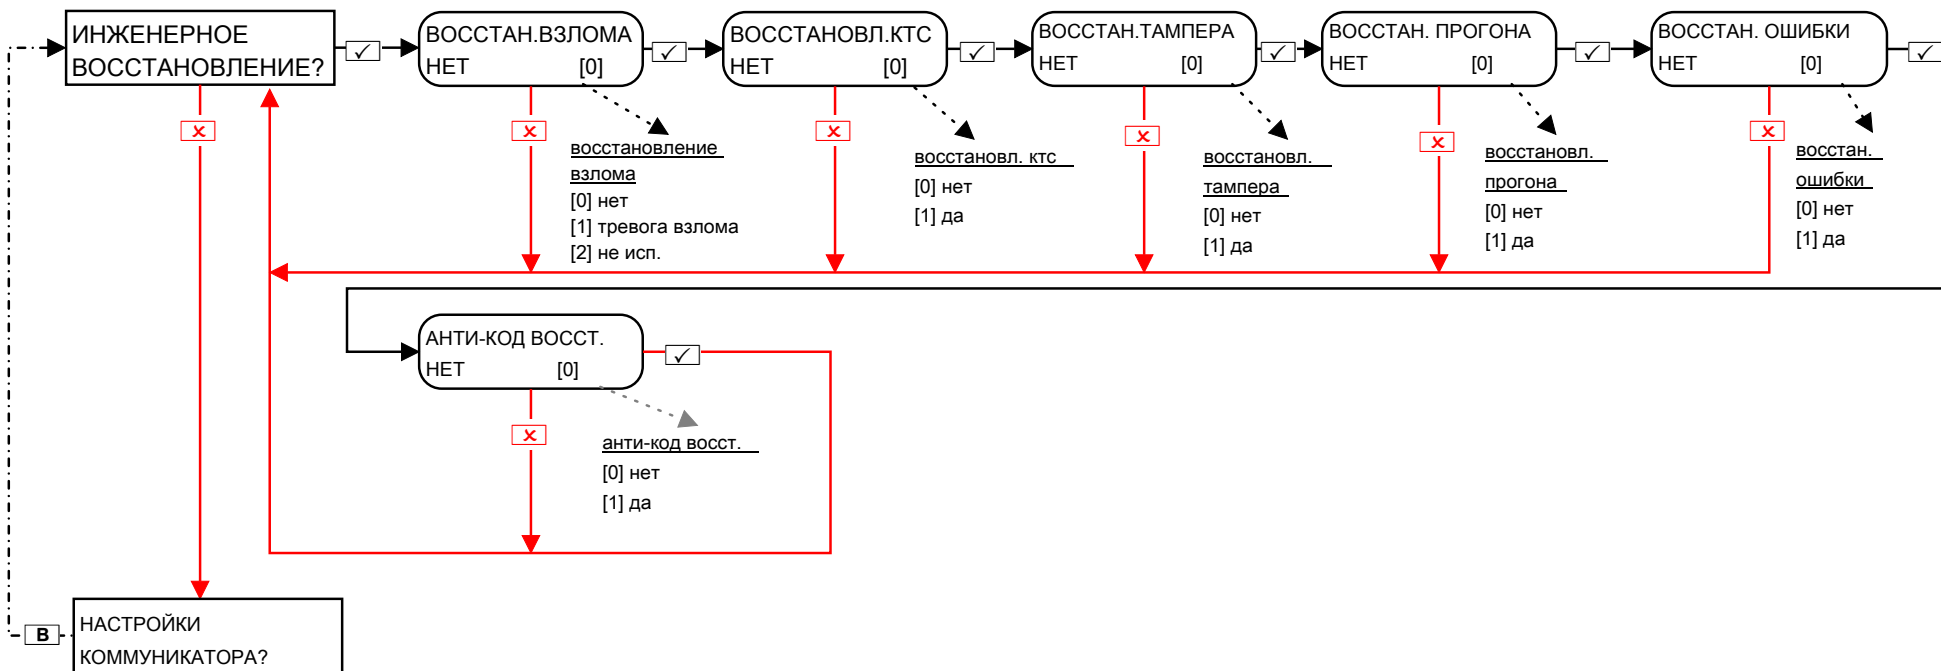 ИНЖЕНЕРНОЕ
ВОССТАНОВЛЕНИЕ?
ВОССТАН.ВЗЛОМА
НЕТ [0]
ВОССТАНОВЛ.КТС
НЕТ [0]
ВОССТАН.ТАМПЕРА
НЕТ [0]
ВОССТАН. ПРОГОНА
НЕТ [0]
ВОССТАН. ОШИБКИ
НЕТ [0]
восстановление
взлома
[0] нет
[1] тревога взлома
[2] не исп.
восстановл. ктс
[0] нет
[1] да
восстановл.
тампера
[0] нет
[1] да
восстановл.
прогона
[0] нет
[1] да
восстан.
ошибки
[0] нет
[1] да
АНТИ-КОД ВОССТ.
НЕТ [0]
анти-код восст.
[0] нет
[1] да
B
НАСТРОЙКИ
КОММУНИКАТОРА?